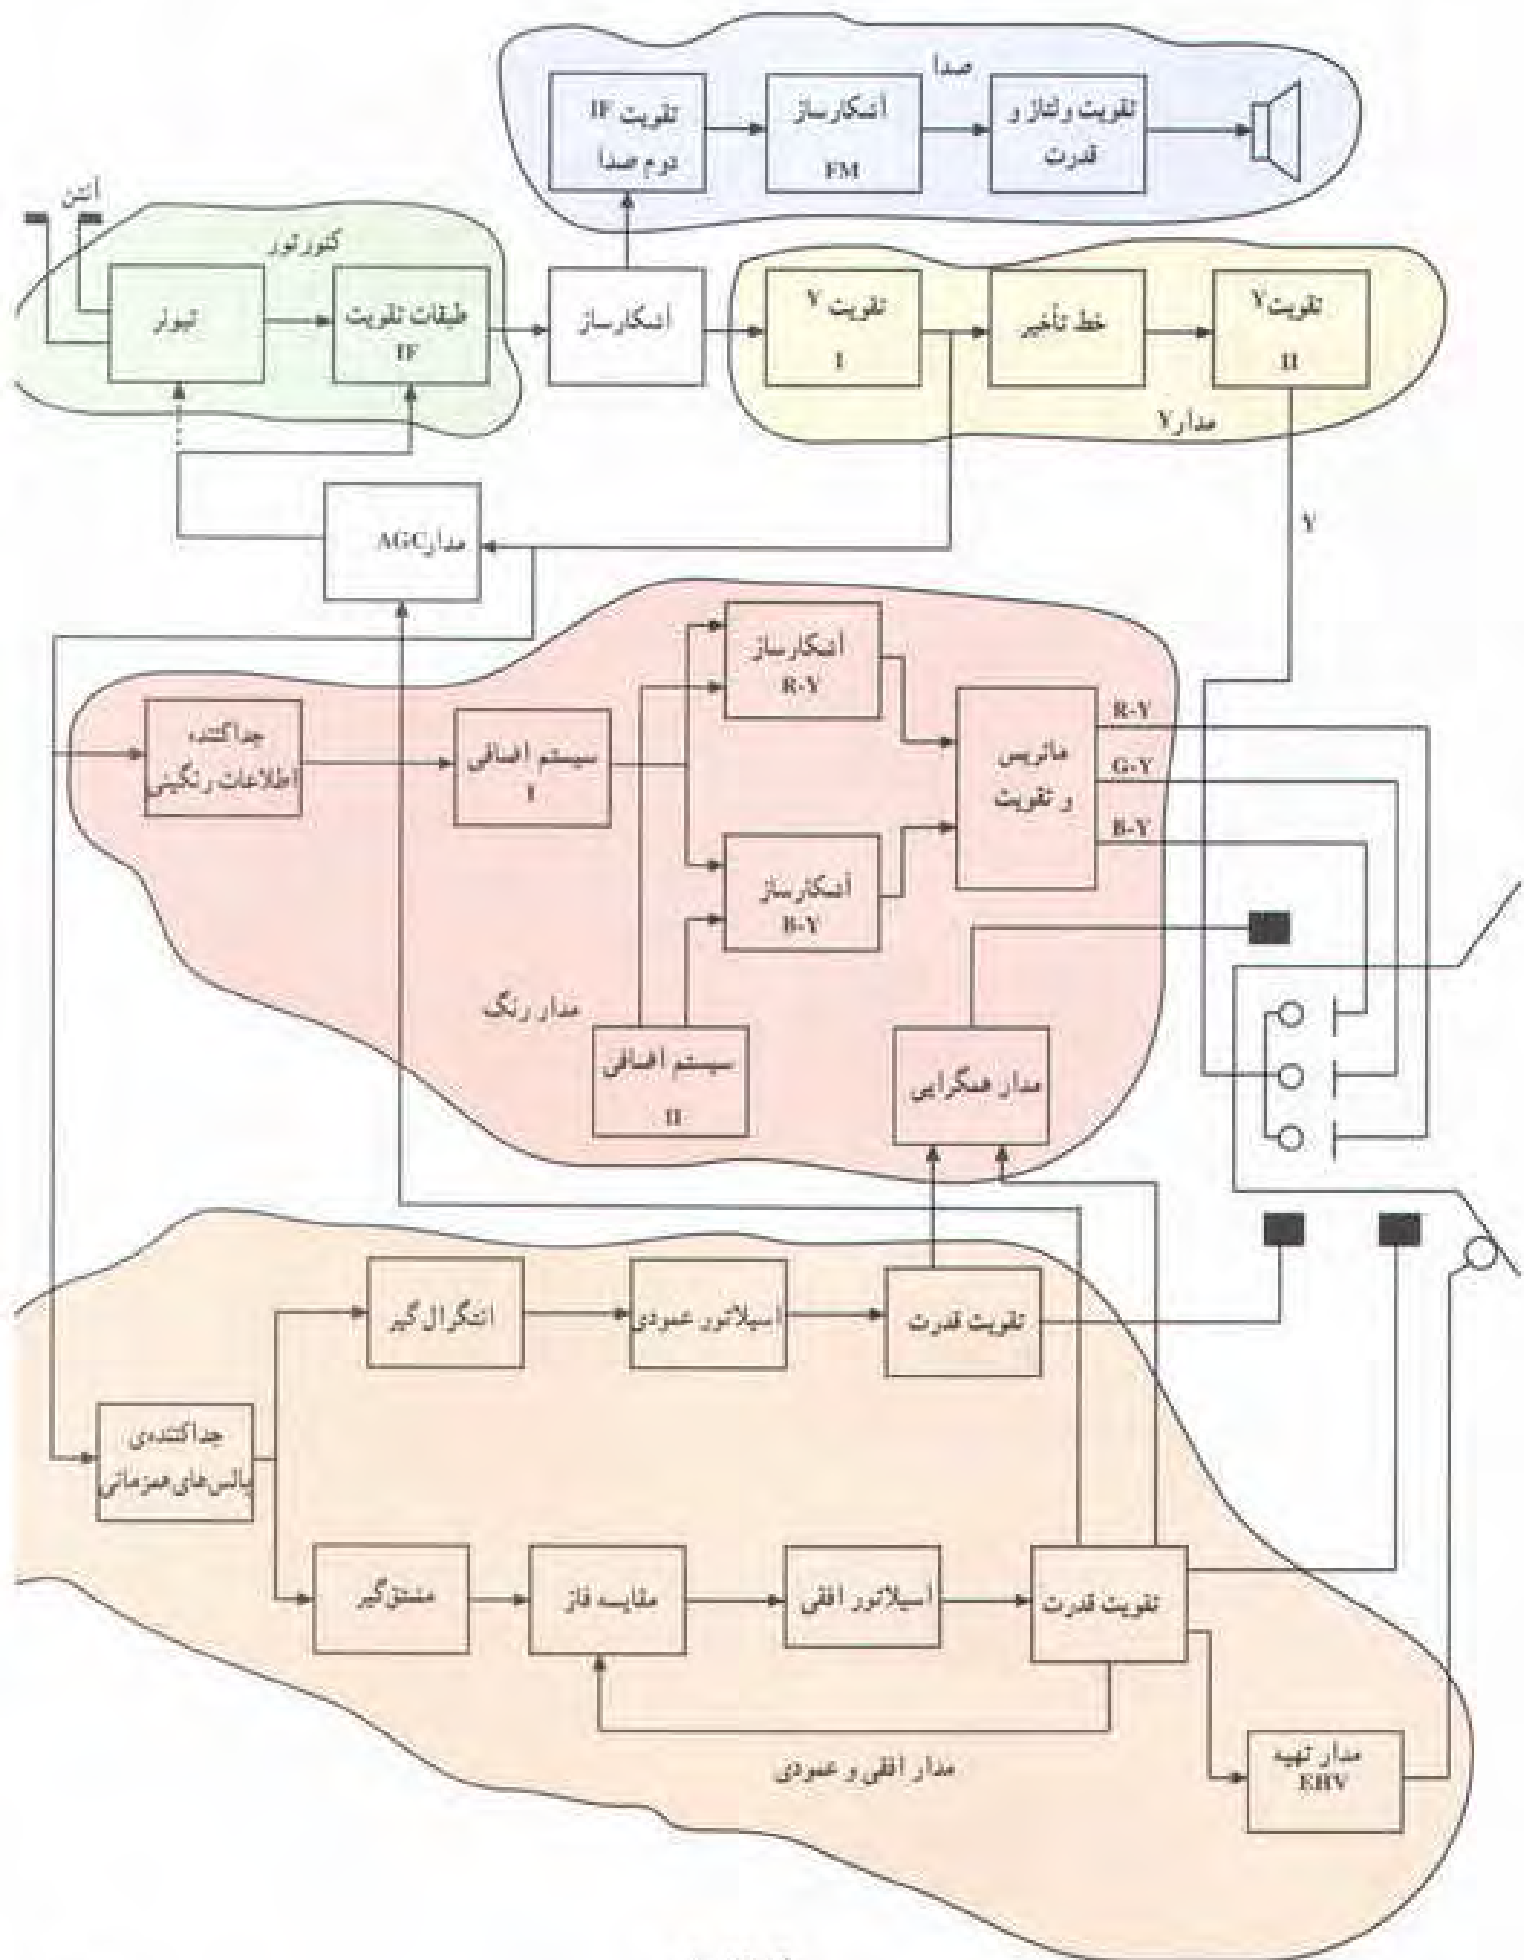 صدا
تقویت IF
دوم صدا
آشکارساز
FM
تقویت ولتاژ و
قدرت
آنتن
کنورتور
تیونر
طبقات تقویت
IF
آشکارساز
تقویت Y
I
خط تأخیر
تقویت Y
II
مدار Y
Y
مدار AGC
جداکننده
اطلاعات رنگینی
سیستم اضافی
I
آشکارساز
R-Y
آشکارساز
B-Y
ماتریس
و تقویت
R-Y
G-Y
B-Y
مدار رنگ
سیستم اضافی
II
مدار همگرایی
انتگرال گیر
اسیلاتور عمودی
تقویت قدرت
جداکننده‌ی
پالس‌های همزمانی
مشتق گیر
مقایسه فاز
اسیلاتور افقی
تقویت قدرت
مدار افقی و عمودی
مدار تهیه
EHV